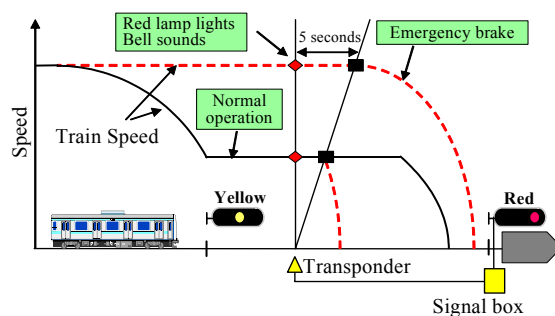 Red lamp lights
Bell sounds
5 seconds
Emergency brake
Speed
Train Speed
Normal
operation
Yellow
Red
Transponder
Signal box